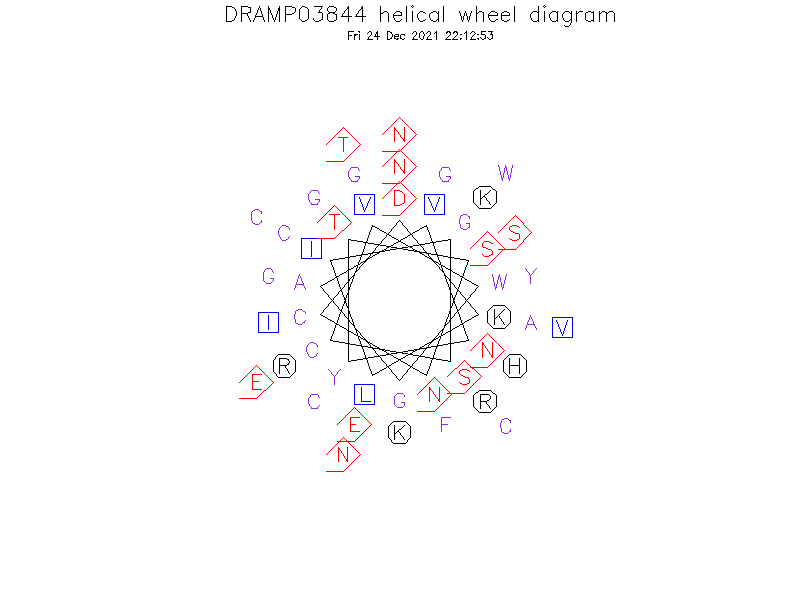 DRAMP03844 helical wheel diagram
Fri 24 Dec 2021 22:12:53
N
T
N
G G W
D K
G V V
C T G S
C I S
G A W Y
I C K A V
C N
R H
E Y S
C L G N R
E F C
K
N